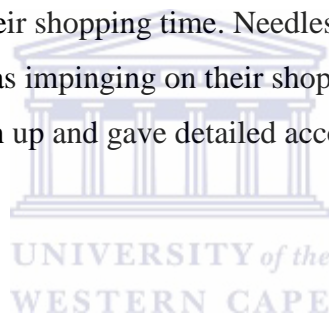 eir shopping time. Needles
as impinging on their shop
n up and gave detailed acc
UNIVERSITY of the
WESTERN CAPE